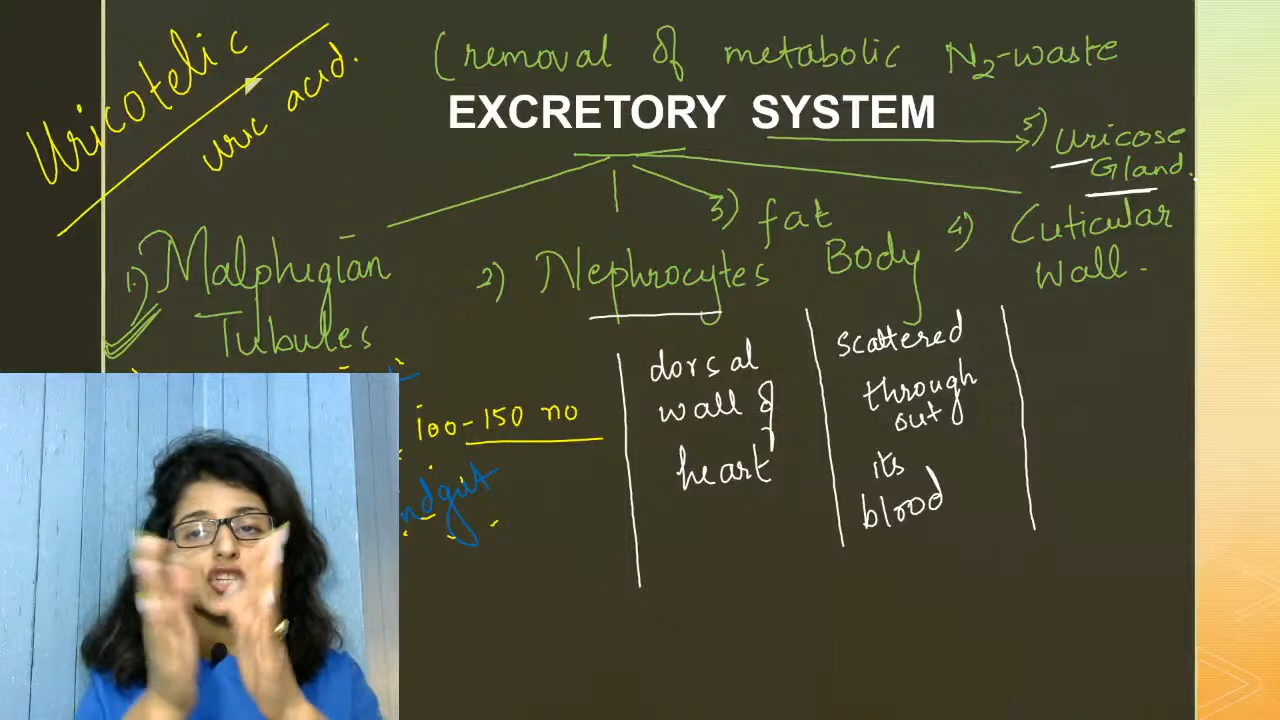 Uricotelic
uric acid.
(removal of metabolic N2-waste
EXCRETORY SYSTEM
5) Uricose
Gland.
1.) Malphigian
Tubules
2) Nephrocytes
3) fat
Body
4) Cuticular
Wall.
100-150 no
dorsal
wall of
heart
scattered
through
out
its
blood